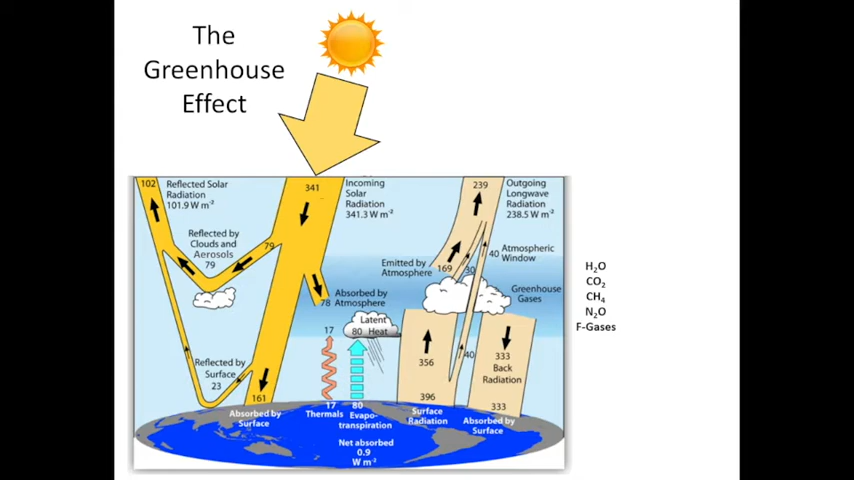 The
Greenhouse
Effect
102
Reflected Solar
Radiation
101.9 W m⁻²
341
Incoming
Solar
Radiation
341.3 W m⁻²
239
Outgoing
Longwave
Radiation
238.5 W m⁻²
Reflected by
Clouds and
Aerosols
79
79
Emitted by
Atmosphere
169
30
40
Atmospheric
Window
Greenhouse
Gases
Absorbed by
Atmosphere
78
Latent
Heat
80
17
Reflected by
Surface
23
161
356
40
333
Back
Radiation
396
333
Absorbed by
Surface
17
Thermals
80
Evapo-
transpiration
Surface
Radiation
Absorbed by
Surface
Net absorbed
0.9
W m⁻²
H₂O
CO₂
CH₄
N₂O
F-Gases